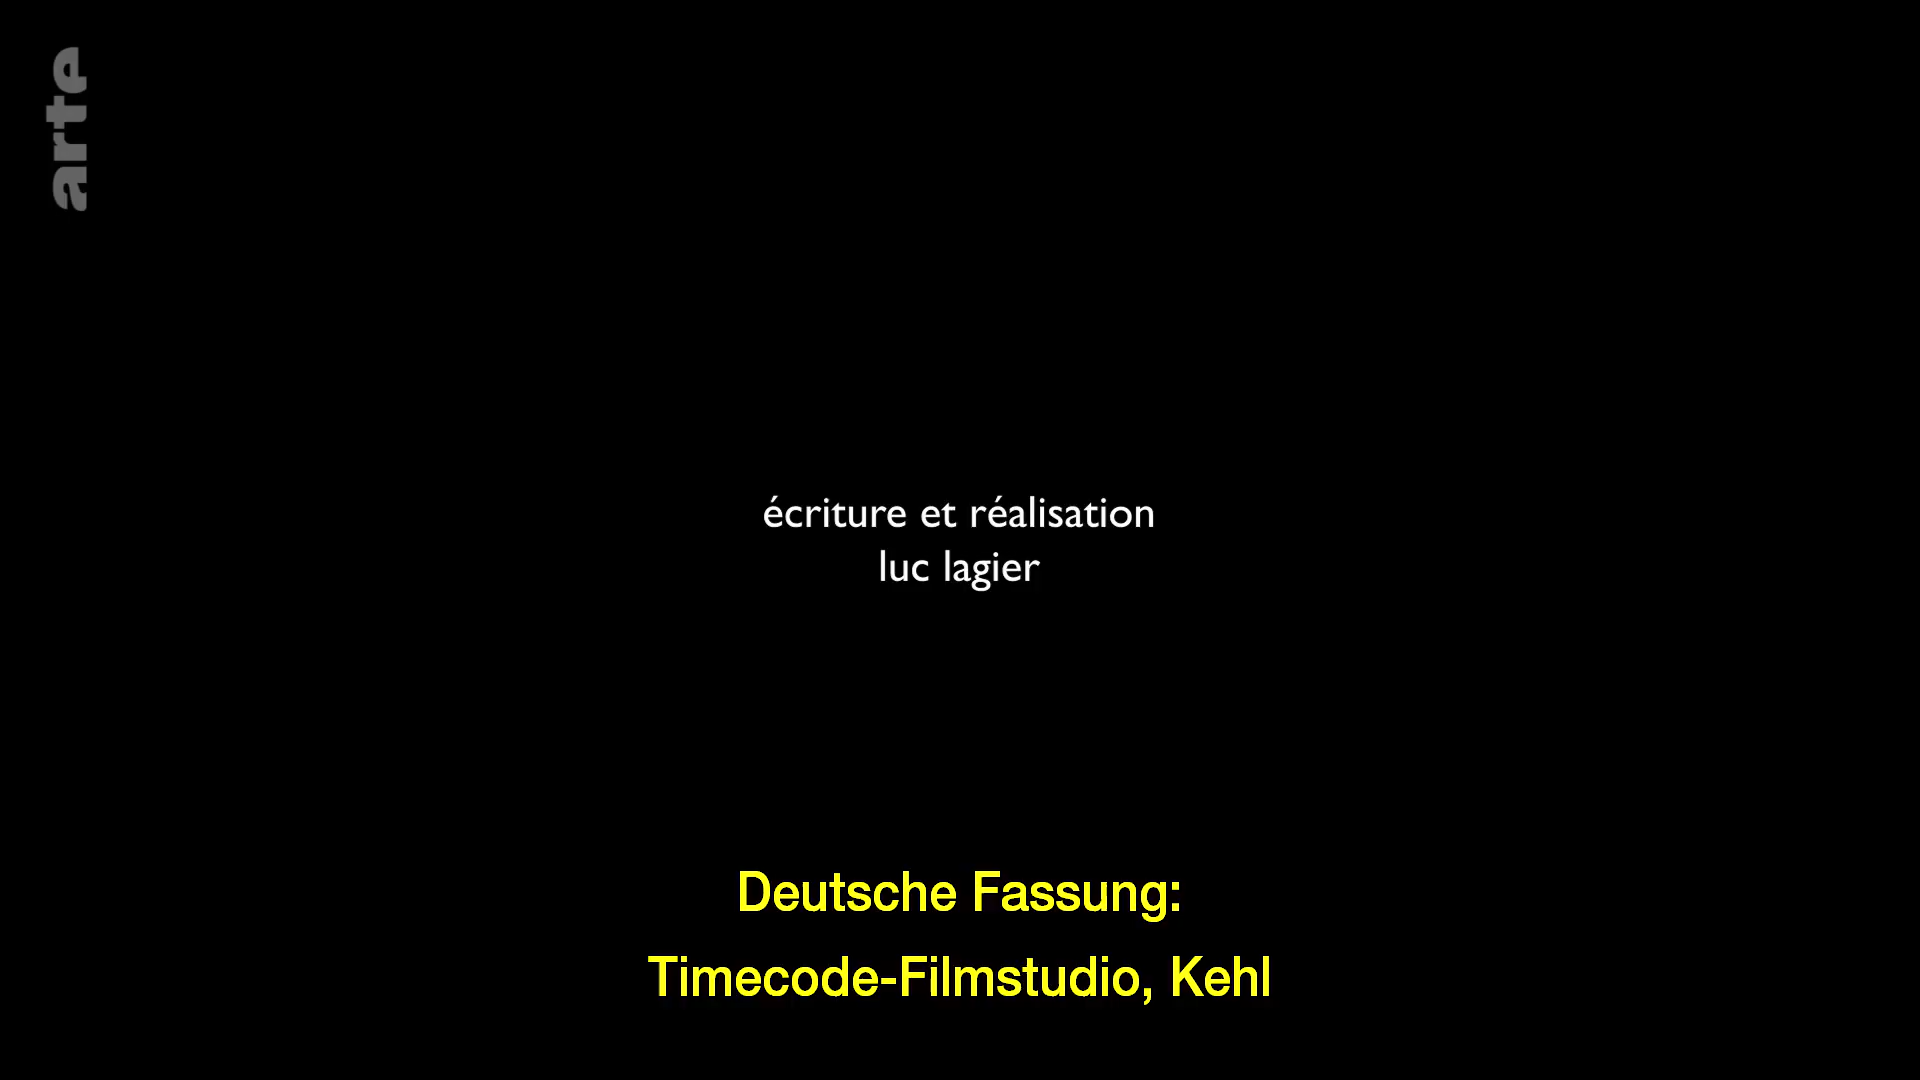 arte
écriture et réalisation
luc lagier
Deutsche Fassung:
Timecode-Filmstudio, Kehl